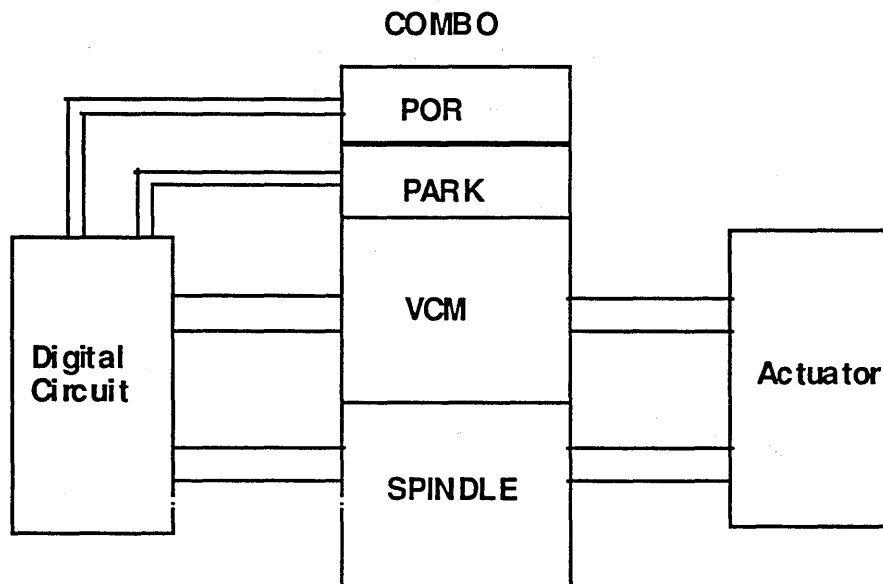 COMBO
POR
PARK
VCM
Digital
Circuit
Actuator
SPINDLE